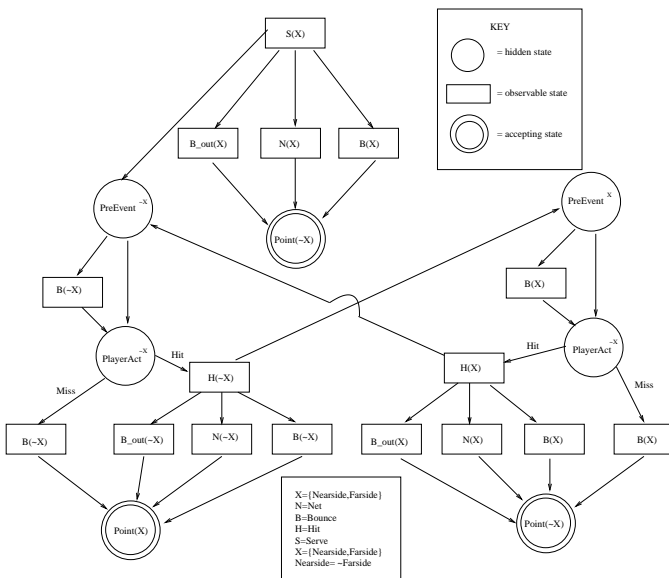 S(X)
KEY
= hidden state
= observable state
= accepting state
B_out(X)
N(X)
B(X)
PreEvent ~X
PreEvent X
Point(~X)
B(~X)
B(X)
PlayerAct ~X
Hit
H(~X)
H(X)
Hit
PlayerAct ~X
Miss
Miss
B(~X)
B_out(~X)
N(~X)
B(~X)
B_out(X)
N(X)
B(X)
B(X)
Point(X)
Point(~X)
X={Nearside,Farside}
N=Net
B=Bounce
H=Hit
S=Serve
X={Nearside,Farside}
Nearside= ~Farside